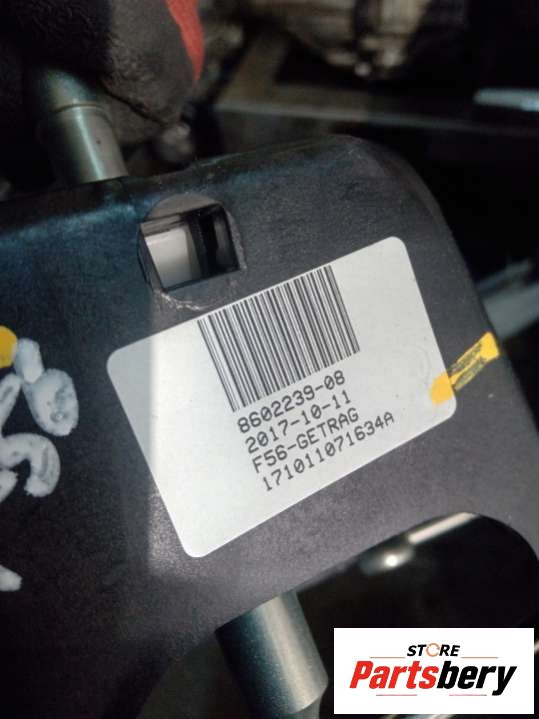 8602239-08
2017-10-11
F56-GETRAG
171011071634A
STORE
Partsbery